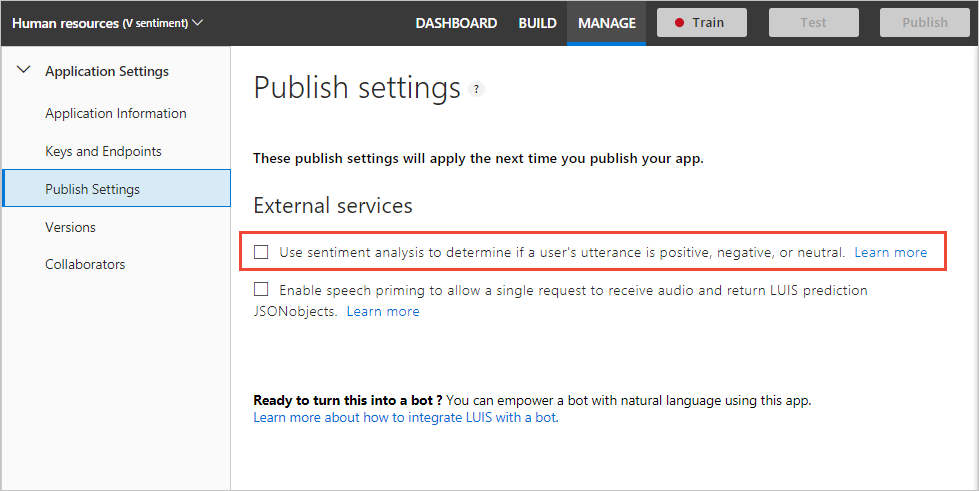 Human resources (V sentiment)
DASHBOARD BUILD MANAGE Train Test Publish
Application Settings
Application Information
Keys and Endpoints
Publish Settings
Versions
Collaborators
Publish settings ?
These publish settings will apply the next time you publish your app.
External services
Use sentiment analysis to determine if a user's utterance is positive, negative, or neutral. Learn more
Enable speech priming to allow a single request to receive audio and return LUIS prediction
JSONobjects. Learn more
Ready to turn this into a bot ? You can empower a bot with natural language using this app.
Learn more about how to integrate LUIS with a bot.